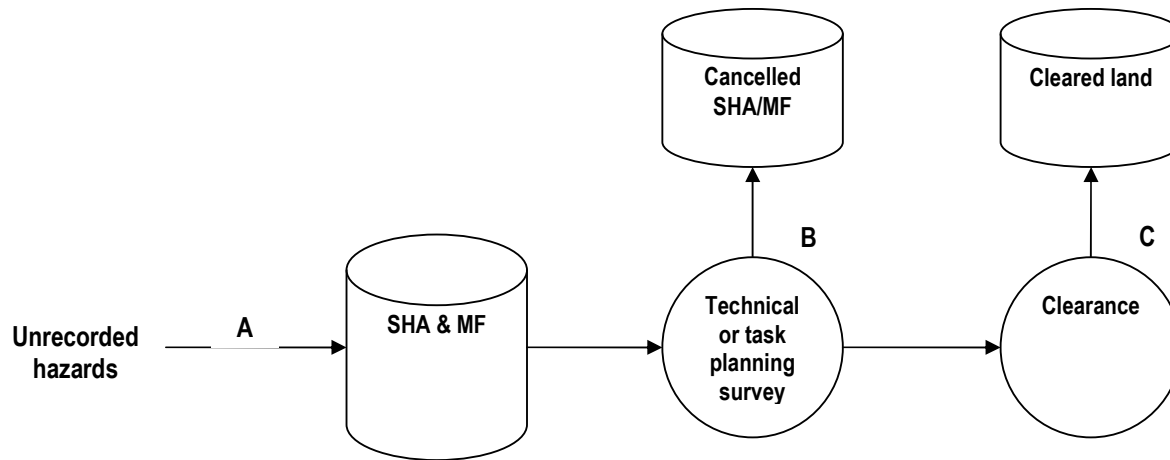 Cancelled
SHA/MF
Cleared land
B
C
Unrecorded
hazards
A
SHA & MF
Technical
or task
planning
survey
Clearance